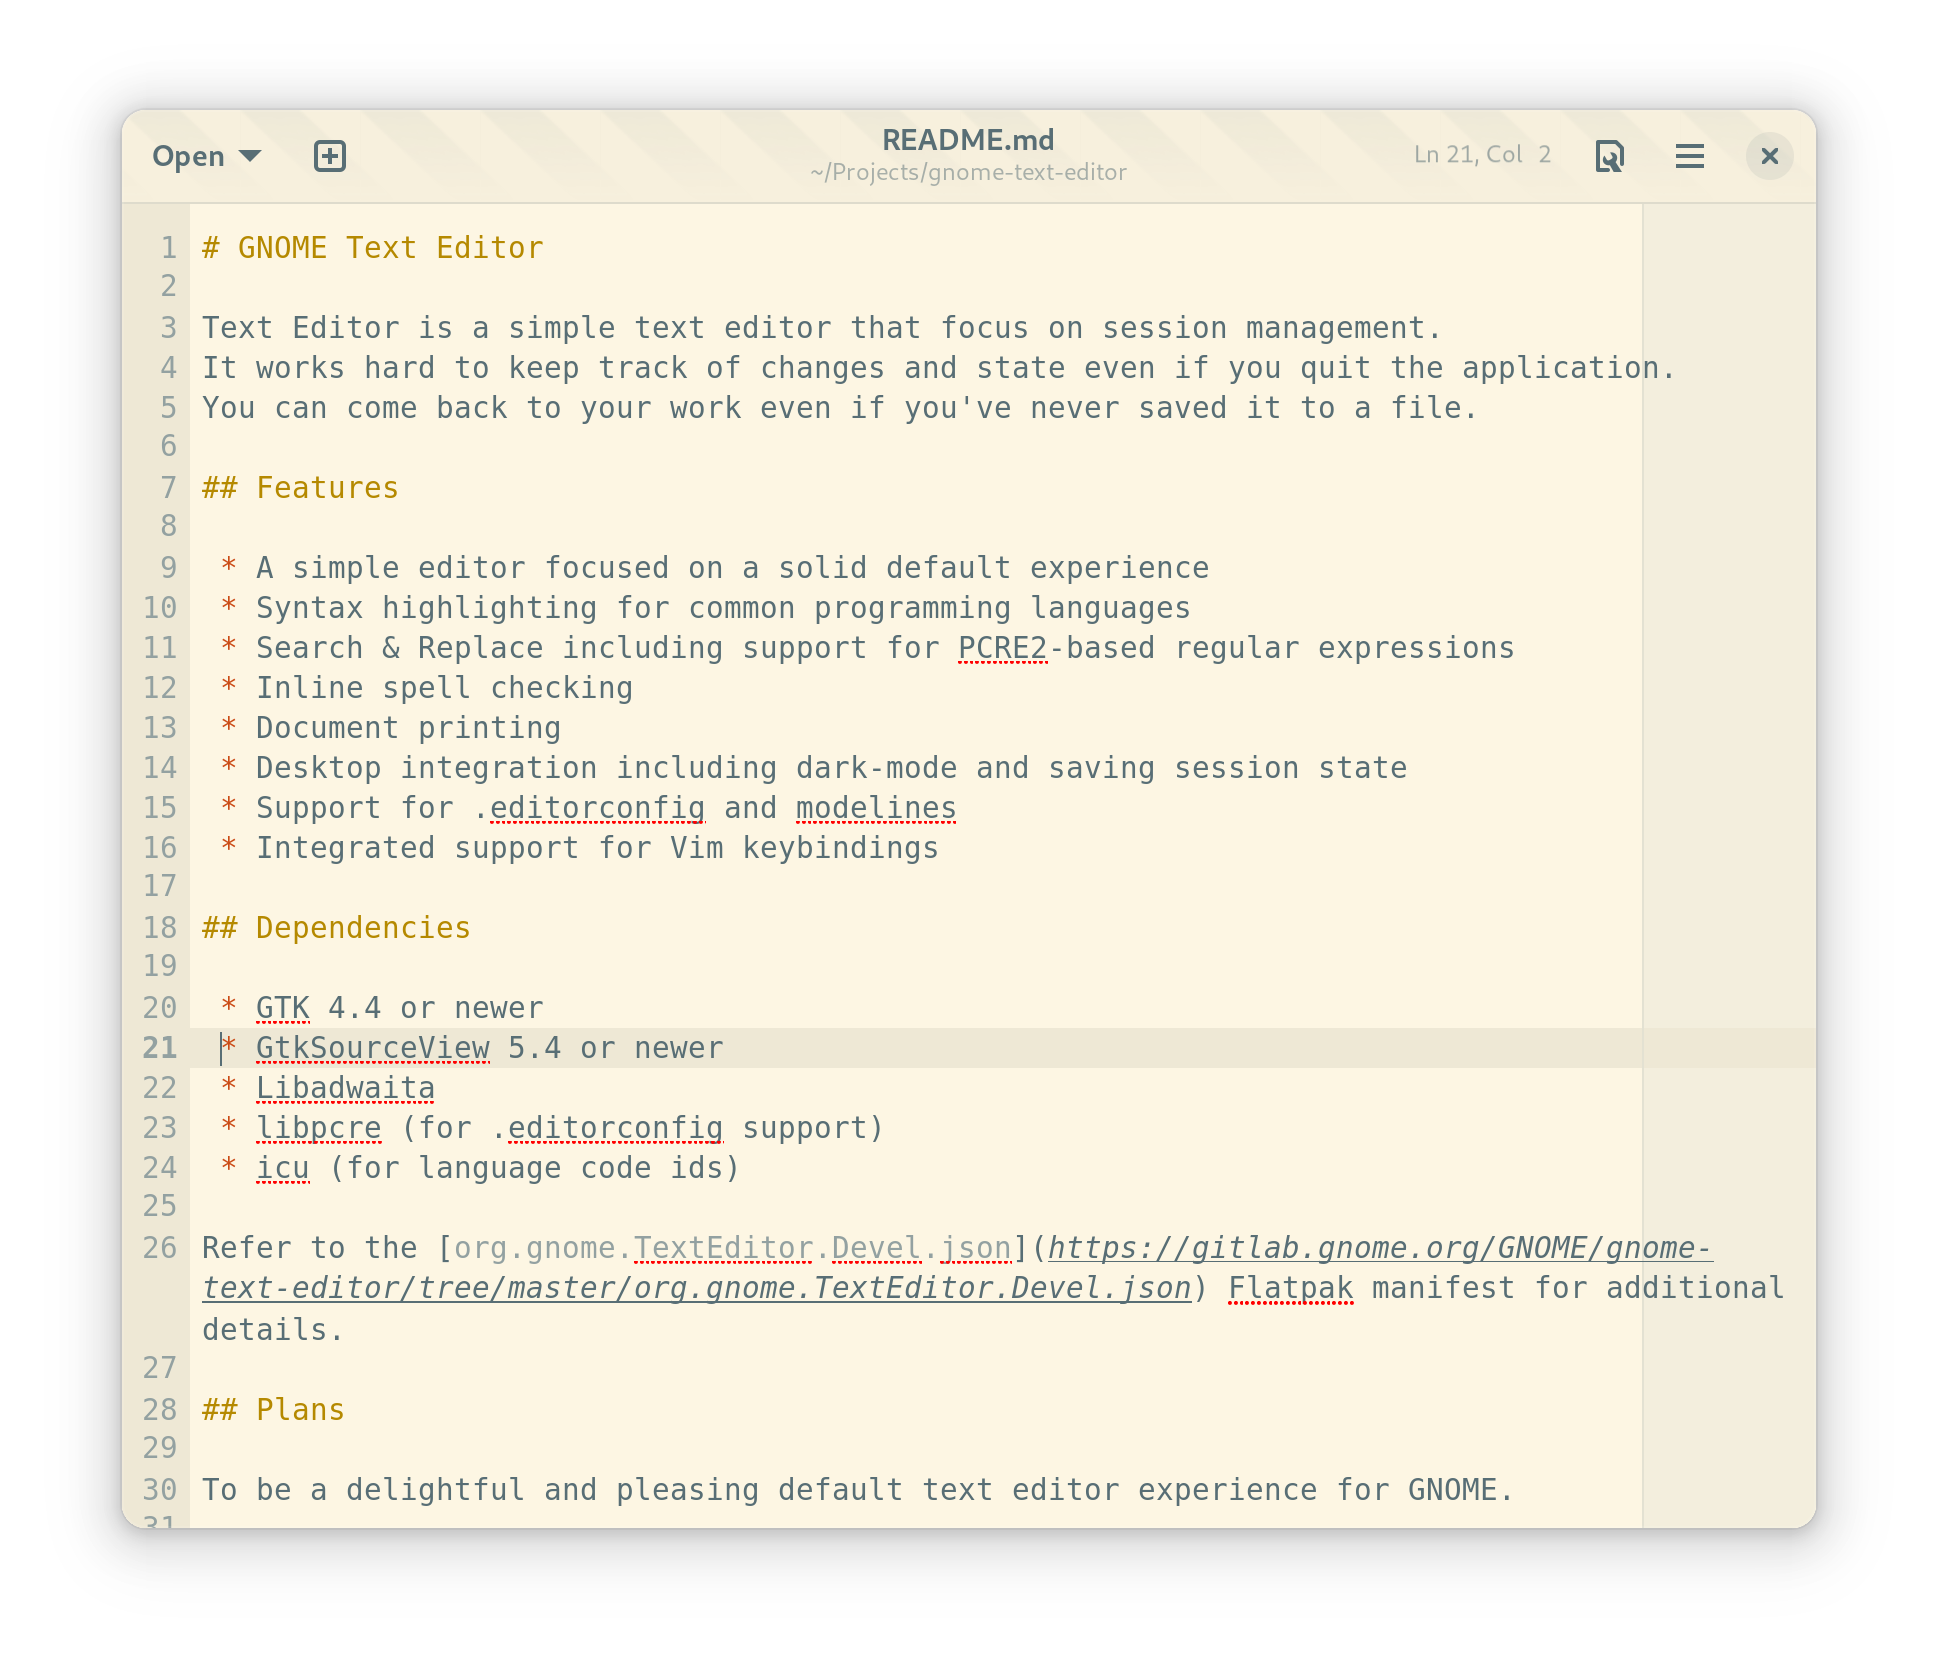 Open
README.md
~/Projects/gnome-text-editor
Ln 21, Col 2
1 # GNOME Text Editor
2
3 Text Editor is a simple text editor that focus on session management.
4 It works hard to keep track of changes and state even if you quit the application.
5 You can come back to your work even if you've never saved it to a file.
6
7 ## Features
8
9 * A simple editor focused on a solid default experience
10 * Syntax highlighting for common programming languages
11 * Search & Replace including support for PCRE2-based regular expressions
12 * Inline spell checking
13 * Document printing
14 * Desktop integration including dark-mode and saving session state
15 * Support for .editorconfig and modelines
16 * Integrated support for Vim keybindings
17
18 ## Dependencies
19
20 * GTK 4.4 or newer
21 * GtkSourceView 5.4 or newer
22 * Libadwaita
23 * libpcre (for .editorconfig support)
24 * icu (for language code ids)
25
26 Refer to the [org.gnome.TextEditor.Devel.json](https://gitlab.gnome.org/GNOME/gnome-
text-editor/tree/master/org.gnome.TextEditor.Devel.json) Flatpak manifest for additional
details.
27
28 ## Plans
29
30 To be a delightful and pleasing default text editor experience for GNOME.
31